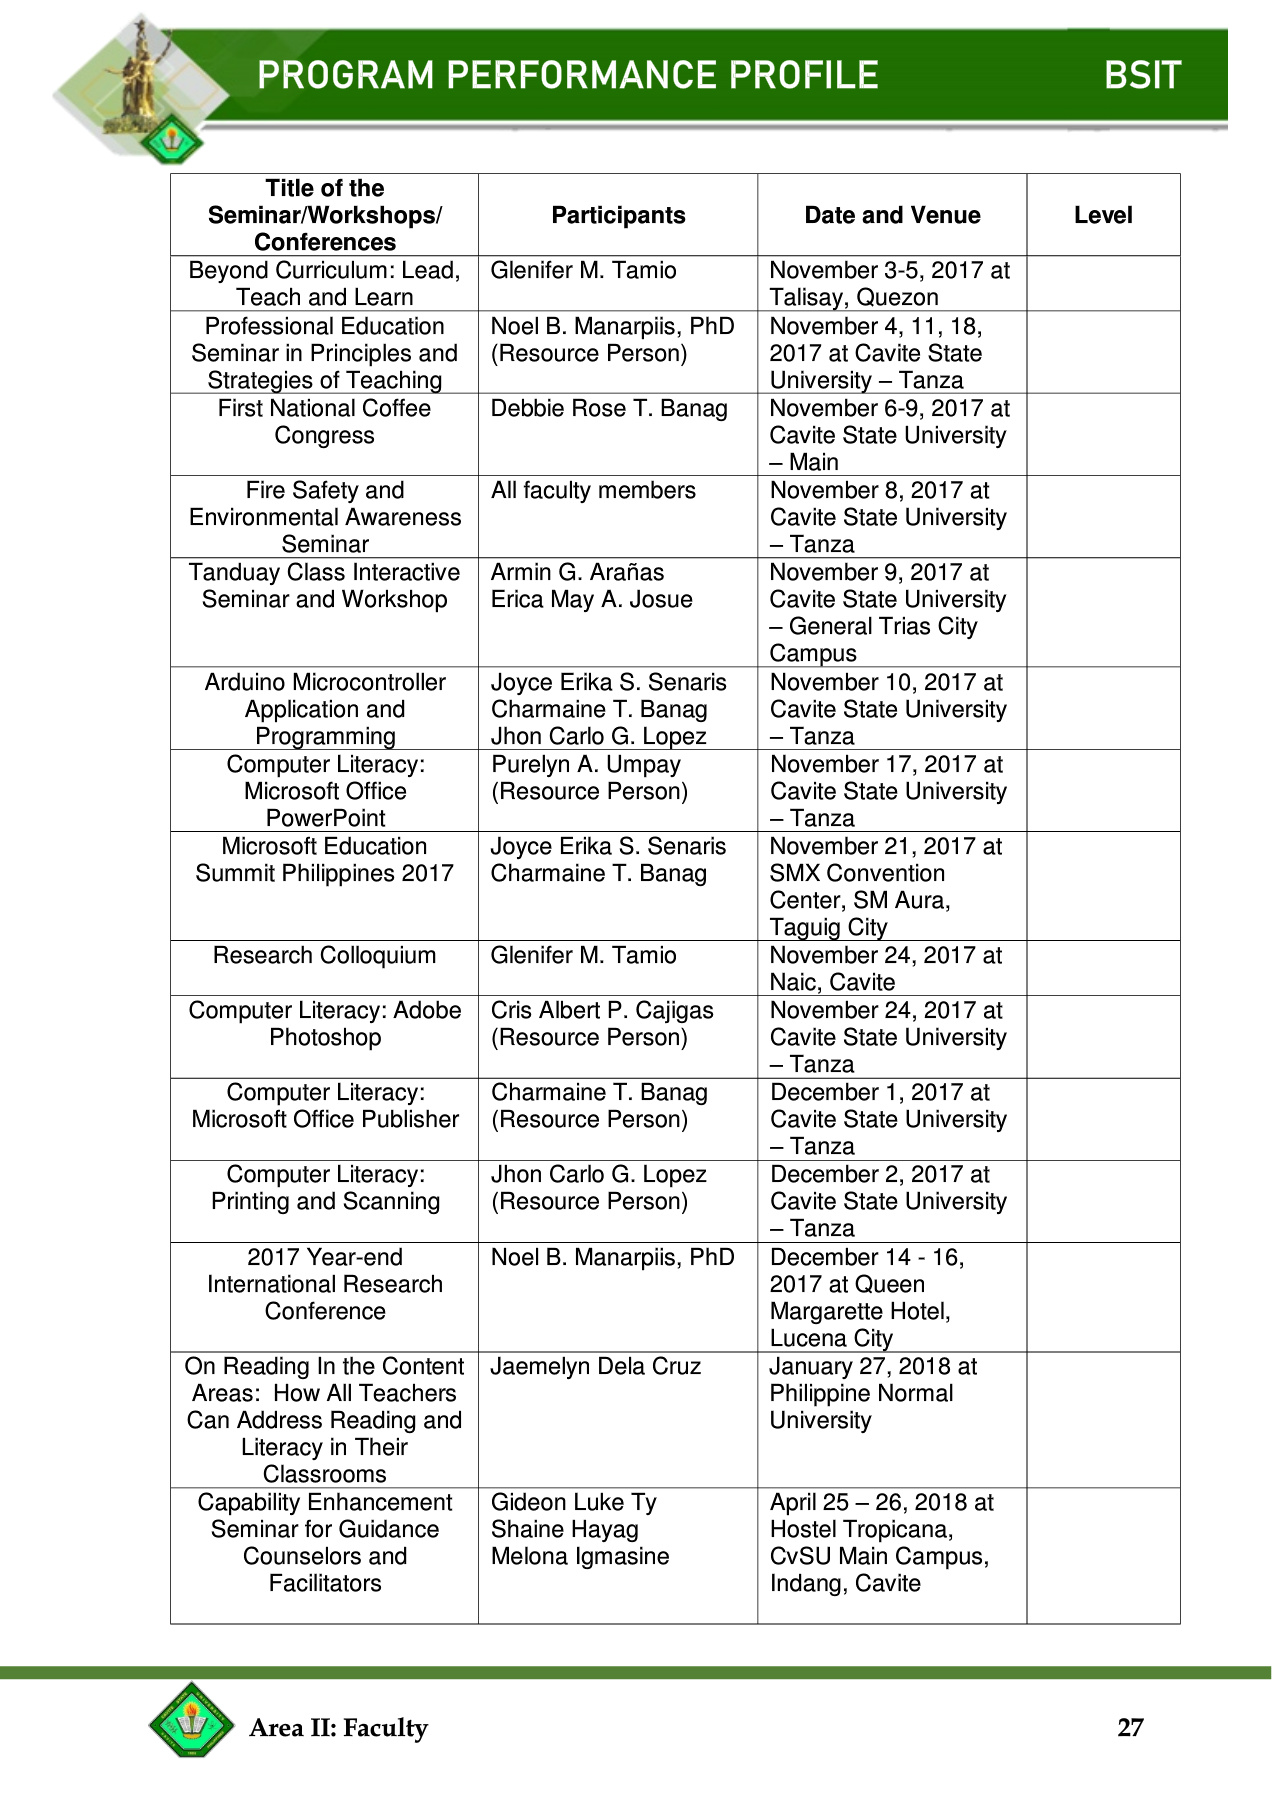 PROGRAM PERFORMANCE PROFILE BSIT
Title of the
Seminar/Workshops/
Conferences
Participants
Date and Venue
Level
Beyond Curriculum: Lead,
Teach and Learn
Glenifer M. Tamio
November 3-5, 2017 at
Talisay, Quezon
Professional Education
Seminar in Principles and
Strategies of Teaching
Noel B. Manarpiis, PhD
(Resource Person)
November 4, 11, 18,
2017 at Cavite State
University – Tanza
First National Coffee
Congress
Debbie Rose T. Banag
November 6-9, 2017 at
Cavite State University
– Main
Fire Safety and
Environmental Awareness
Seminar
All faculty members
November 8, 2017 at
Cavite State University
– Tanza
Tanduay Class Interactive
Seminar and Workshop
Armin G. Arañas
Erica May A. Josue
November 9, 2017 at
Cavite State University
– General Trias City
Campus
Arduino Microcontroller
Application and
Programming
Joyce Erika S. Senaris
Charmaine T. Banag
Jhon Carlo G. Lopez
November 10, 2017 at
Cavite State University
– Tanza
Computer Literacy:
Microsoft Office
PowerPoint
Purelyn A. Umpay
(Resource Person)
November 17, 2017 at
Cavite State University
– Tanza
Microsoft Education
Summit Philippines 2017
Joyce Erika S. Senaris
Charmaine T. Banag
November 21, 2017 at
SMX Convention
Center, SM Aura,
Taguig City
Research Colloquium
Glenifer M. Tamio
November 24, 2017 at
Naic, Cavite
Computer Literacy: Adobe
Photoshop
Cris Albert P. Cajigas
(Resource Person)
November 24, 2017 at
Cavite State University
– Tanza
Computer Literacy:
Microsoft Office Publisher
Charmaine T. Banag
(Resource Person)
December 1, 2017 at
Cavite State University
– Tanza
Computer Literacy:
Printing and Scanning
Jhon Carlo G. Lopez
(Resource Person)
December 2, 2017 at
Cavite State University
– Tanza
2017 Year-end
International Research
Conference
Noel B. Manarpiis, PhD
December 14 - 16,
2017 at Queen
Margarette Hotel,
Lucena City
On Reading In the Content
Areas:  How All Teachers
Can Address Reading and
Literacy in Their
Classrooms
Jaemelyn Dela Cruz
January 27, 2018 at
Philippine Normal
University
Capability Enhancement
Seminar for Guidance
Counselors and
Facilitators
Gideon Luke Ty
Shaine Hayag
Melona Igmasine
April 25 – 26, 2018 at
Hostel Tropicana,
CvSU Main Campus,
Indang, Cavite
Area II: Faculty 27